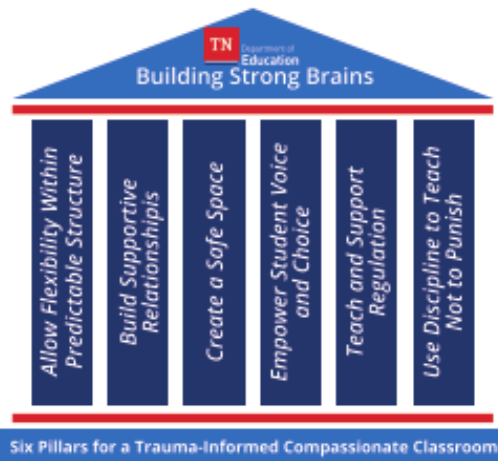 TN
Department of
Education
Building Strong Brains
Allow Flexibility Within
Predictable Structure
Build Supportive
Relationshipis
Create a Safe Space
Empower Student Voice
and Choice
Teach and Support
Regulation
Use Discipline to Teach
Not to Punish
Six Pillars for a Trauma-Informed Compassionate Classroom